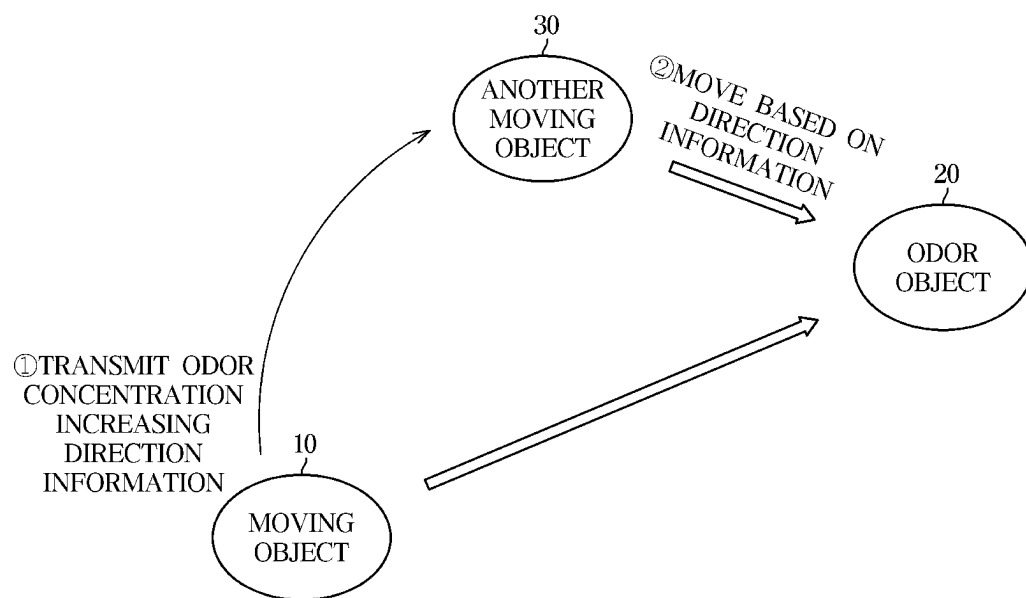 30
ANOTHER
MOVING
OBJECT
②MOVE BASED ON
DIRECTION
INFORMATION
20
ODOR
OBJECT
①TRANSMIT ODOR
CONCENTRATION
INCREASING
DIRECTION
INFORMATION
10
MOVING
OBJECT